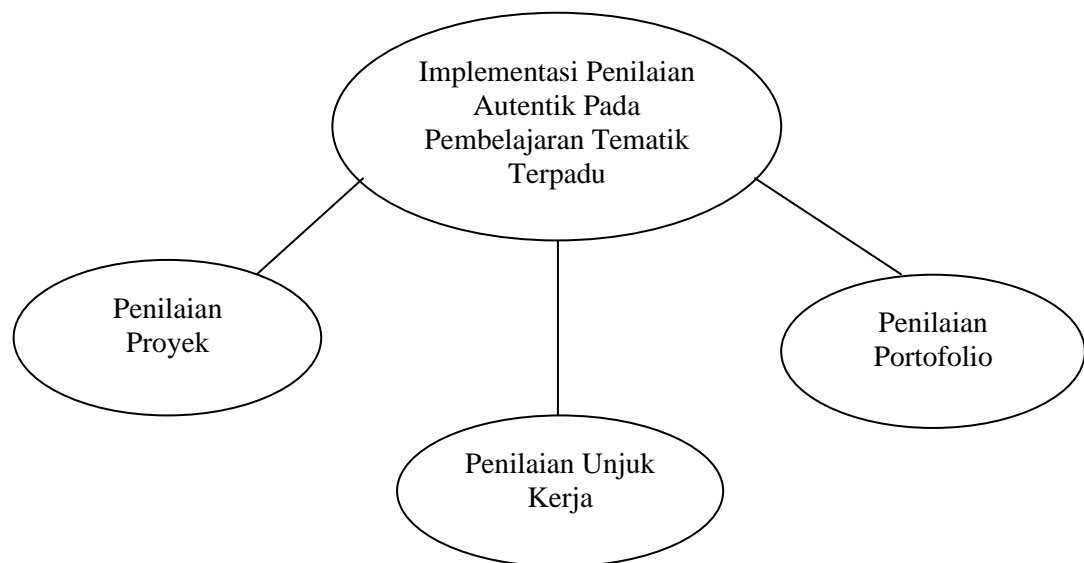 Implementasi Penilaian
Autentik Pada
Pembelajaran Tematik
Terpadu
Penilaian
Proyek
Penilaian
Portofolio
Penilaian Unjuk
Kerja